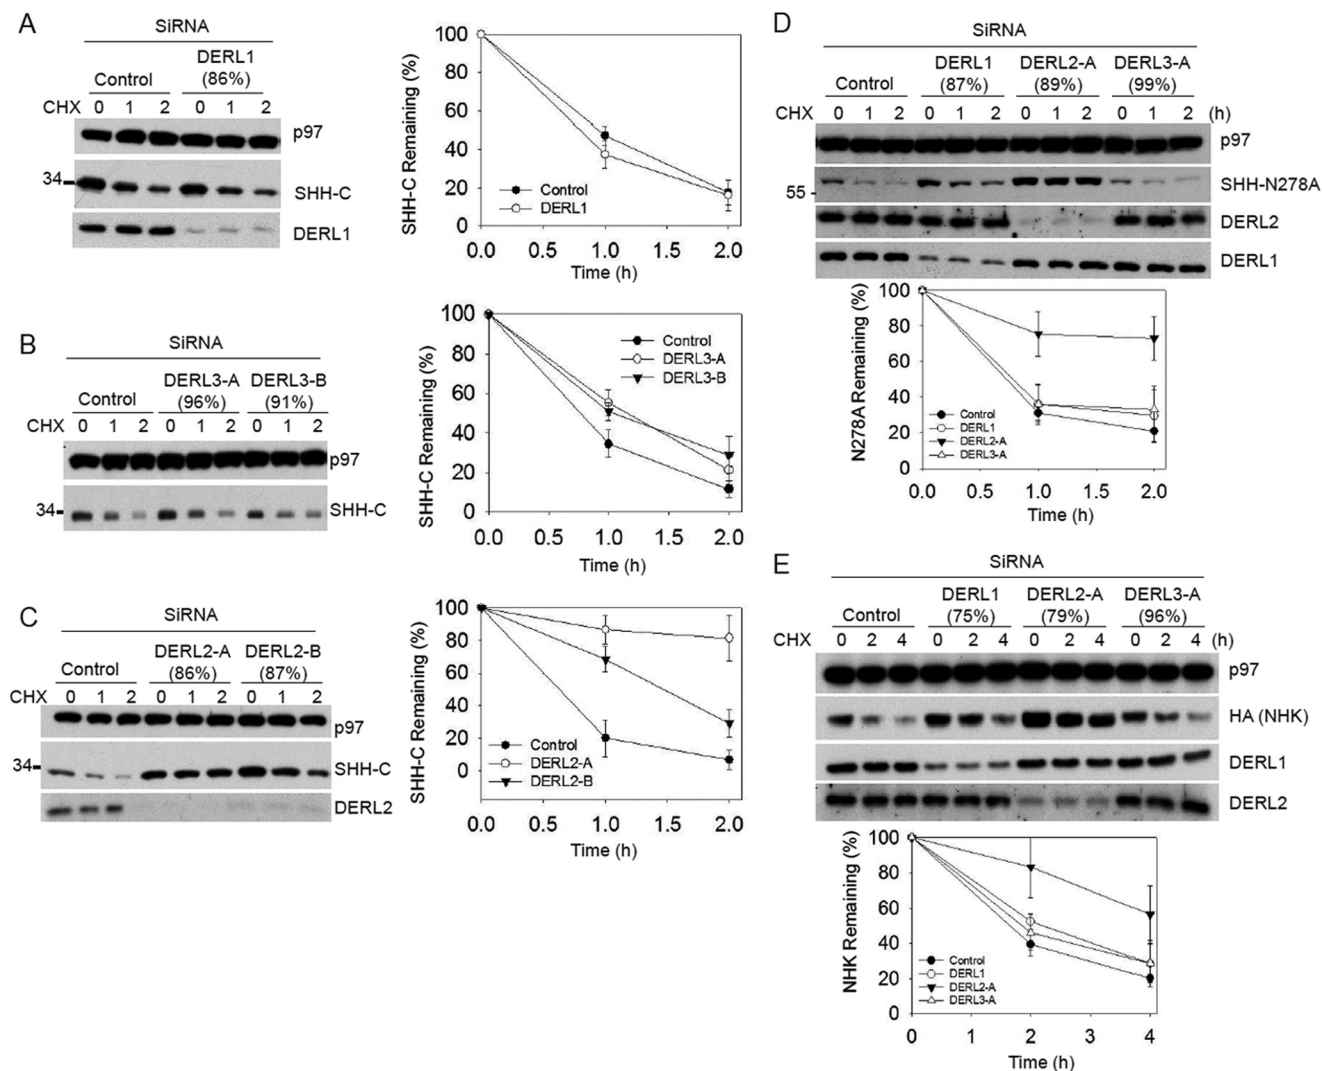 A
SiRNA
Control
DERL1
(86%)
CHX 0 1 2 0 1 2
p97
34
SHH-C
DERL1
SHH-C Remaining (%)
100
80
60
40
20
0
Control
DERL1
0.0 0.5 1.0 1.5 2.0
Time (h)
B
SiRNA
Control
DERL3-A
(96%)
DERL3-B
(91%)
CHX 0 1 2 0 1 2 0 1 2
p97
34
SHH-C
SHH-C Remaining (%)
100
80
60
40
20
0
Control
DERL3-A
DERL3-B
0.0 0.5 1.0 1.5 2.0
Time (h)
C
SiRNA
Control
DERL2-A
(86%)
DERL2-B
(87%)
CHX 0 1 2 0 1 2 0 1 2
p97
34
SHH-C
DERL2
SHH-C Remaining (%)
100
80
60
40
20
0
Control
DERL2-A
DERL2-B
0.0 0.5 1.0 1.5 2.0
Time (h)
D
SiRNA
Control
DERL1
(87%)
DERL2-A
(89%)
DERL3-A
(99%)
CHX 0 1 2 0 1 2 0 1 2 0 1 2 (h)
p97
55
SHH-N278A
DERL2
DERL1
N278A Remaining (%)
100
80
60
40
20
0
Control
DERL1
DERL2-A
DERL3-A
0.0 0.5 1.0 1.5 2.0
Time (h)
E
SiRNA
Control
DERL1
(75%)
DERL2-A
(79%)
DERL3-A
(96%)
CHX 0 2 4 0 2 4 0 2 4 0 2 4 (h)
p97
HA (NHK)
DERL1
DERL2
NHK Remaining (%)
100
80
60
40
20
0
Control
DERL1
DERL2-A
DERL3-A
0 1 2 3 4
Time (h)